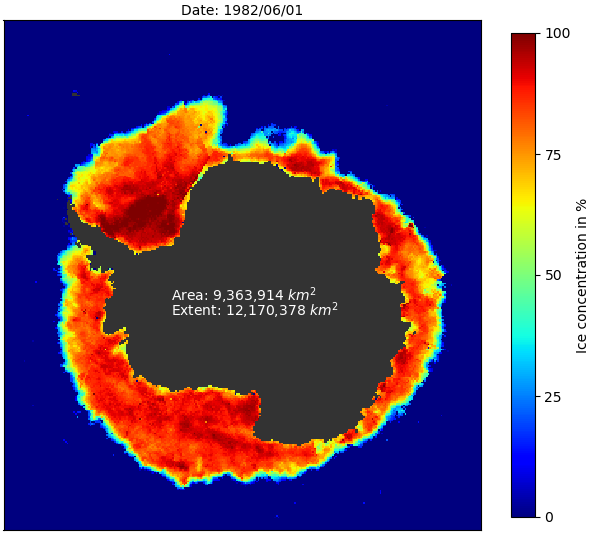 Date: 1982/06/01
100
75
50
25
0
Ice concentration in %
Area: 9,363,914 km²
Extent: 12,170,378 km²